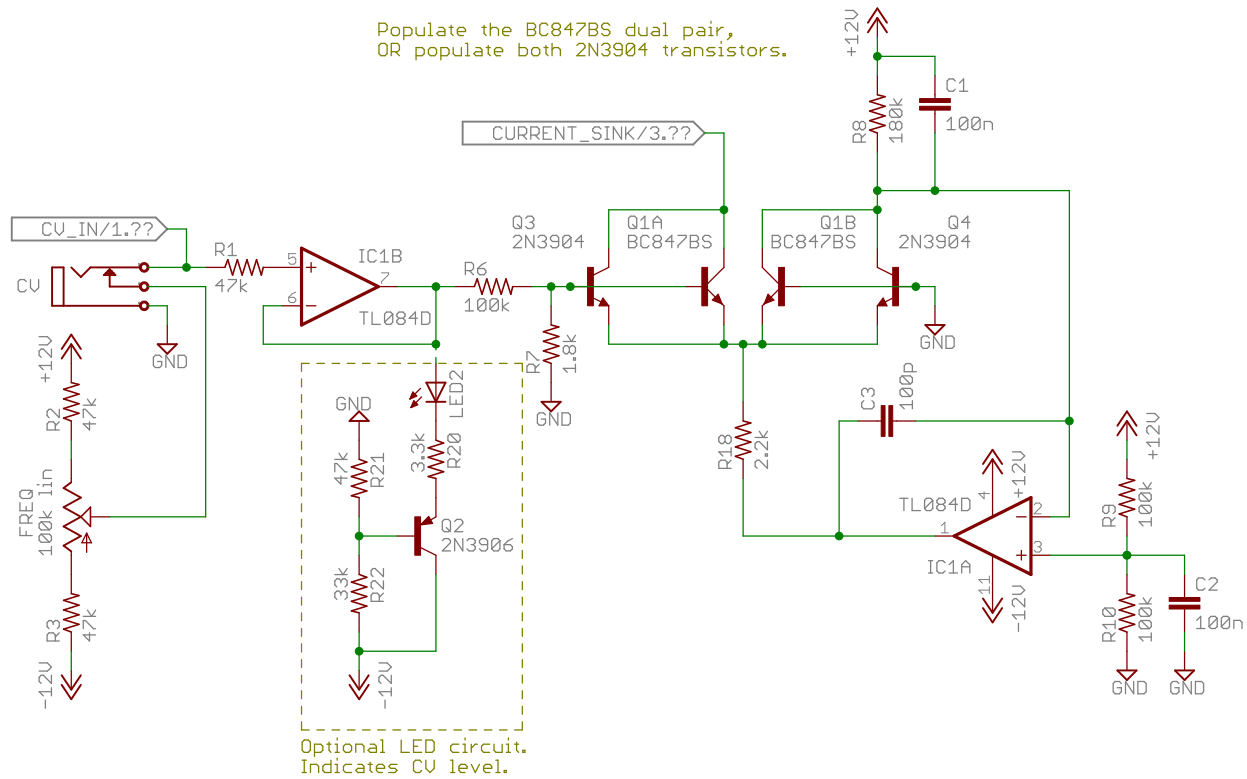 Populate the BC847BS dual pair,
OR populate both 2N3904 transistors.
+12V
C1
100n
R8
180k
CURRENT_SINK/3.??
CV_IN/1.??
Q3
2N3904
Q1A
BC847BS
Q1B
BC847BS
Q4
2N3904
R1
47k
5
+
6
−
7
IC1B
TL084D
R6
100k
CV
GND
R7
1.8k
GND
GND
+12V
R2
47k
FREQ
100k lin
R3
47k
-12V
GND
LED2
3.3k
R20
47k
R21
Q2
2N3906
33k
R22
-12V
C3
100p
R18
2.2k
+12V
TL084D
4
1
−
2
+
3
IC1A
11
-12V
+12V
R9
100k
R10
100k
C2
100n
GND
GND
Optional LED circuit.
Indicates CV level.